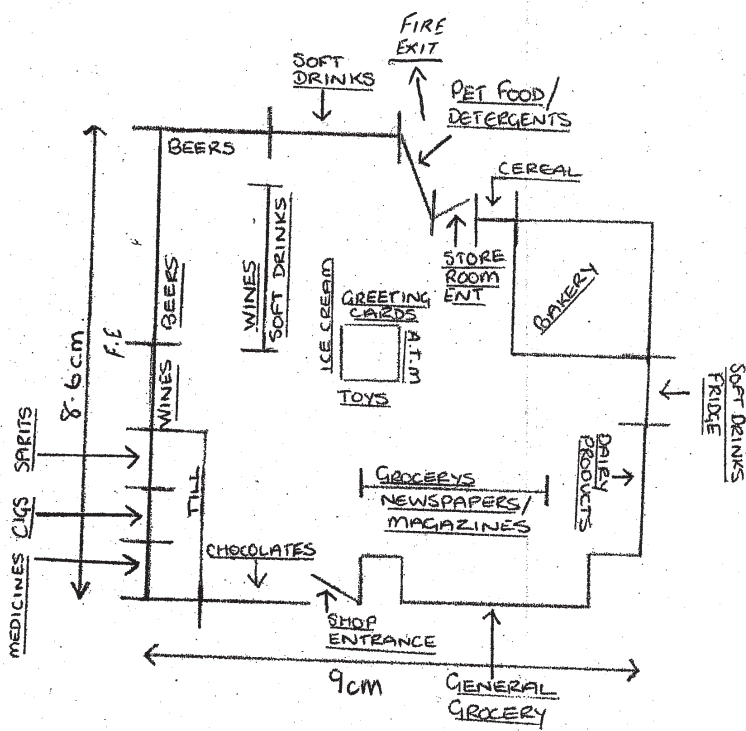 FIRE
EXIT
SOFT
DRINKS
PET FOOD/
DETERGENTS
BEERS
CEREAL
STORE
ROOM
ENT
BAKERY
WINES
SOFT DRINKS
ICE CREAM
GREETING
CARDS
A.T.M
TOYS
BEERS
F.E
8.6cm
WINES
SOFT DRINKS
FRIDGE
DAIRY
PRODUCTS
SPIRITS
CIGS
MEDICINES
TILL
GROCERYS
NEWSPAPERS/
MAGAZINES
CHOCOLATES
SHOP
ENTRANCE
9cm
GENERAL
GROCERY